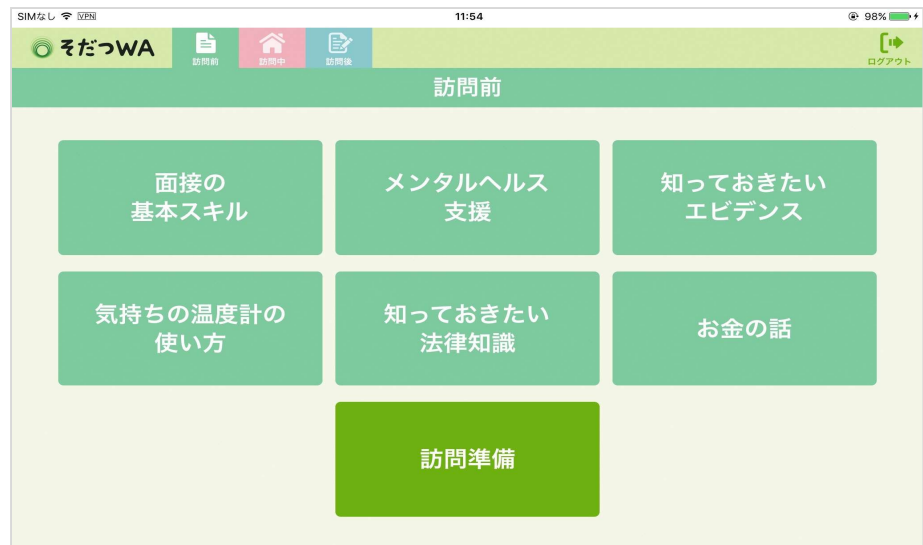 SIMなし VPN 11:54 98%
そだつWA 訪問前 訪問中 訪問後 ログアウト
訪問前
面接の
基本スキル
メンタルヘルス
支援
知っておきたい
エビデンス
気持ちの温度計の
使い方
知っておきたい
法律知識
お金の話
訪問準備